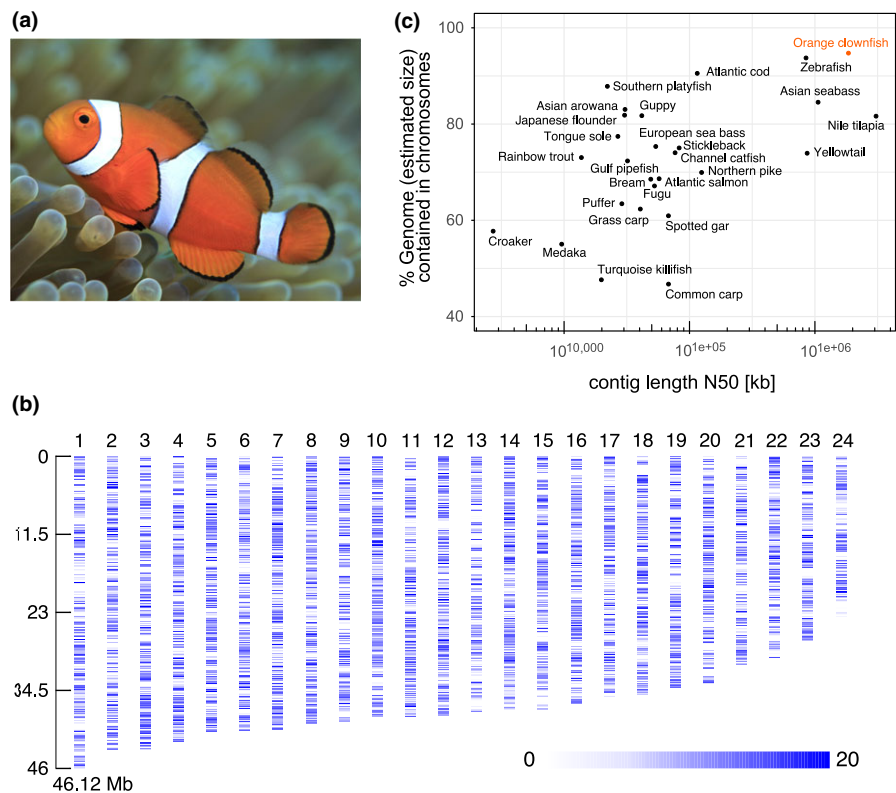 (a)
(c)
% Genome (estimated size)
contained in chromosomes
100
80
60
40
Orange clownfish
Zebrafish
Atlantic cod
Southern platyfish
Asian seabass
Asian arowana
Guppy
Japanese flounder
Nile tilapia
Tongue sole
European sea bass
Stickleback
Rainbow trout
Channel catfish
Yellowtail
Gulf pipefish
Northern pike
Bream
Atlantic salmon
Fugu
Puffer
Grass carp
Spotted gar
Croaker
Medaka
Turquoise killifish
Common carp
10^10,000
10^1e+05
10^1e+06
contig length N50 [kb]
(b)
1 2 3 4 5 6 7 8 9 10 11 12 13 14 15 16 17 18 19 20 21 22 23 24
0
11.5
23
34.5
46
46.12 Mb
0 20